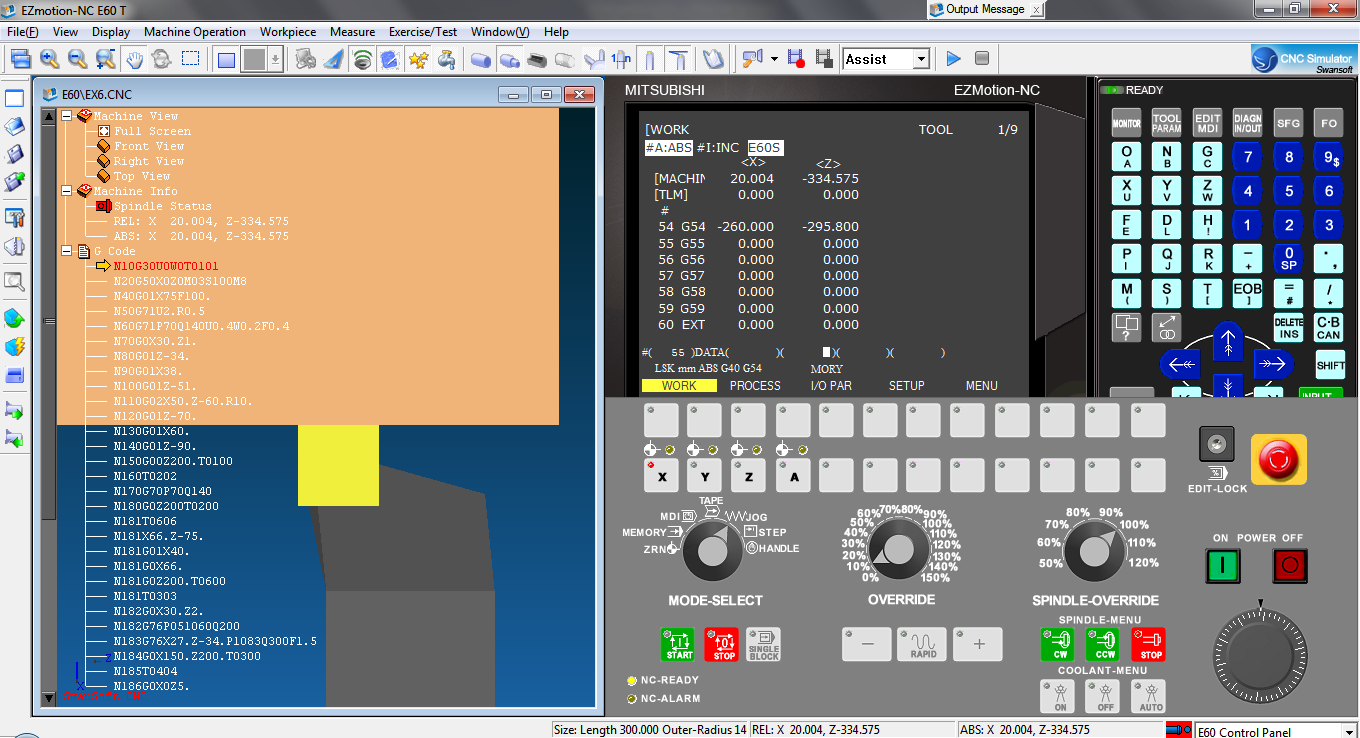 EZmotion-NC E60 T
Output Message x
File(F) View Display Machine Operation Workpiece Measure Exercise/Test Window(V) Help
Assist
CNC Simulator
Swansoft
E60\EX6.CNC
Machine View
Full Screen
Front View
Right View
Top View
Machine Info
Spindle Status
REL: X 20.004, Z-334.575
ABS: X 20.004, Z-334.575
G Code
N10G30U0W0T0101
N20G50X0Z0M03S100M8
N40G01X75F100.
N50G71U2.R0.5
N60G71P70Q140U0.4W0.2F0.4
N70G0X30.Z1.
N80G01Z-34.
N90G01X38.
N100G01Z-51.
N110G02X50.Z-60.R10.
N120G01Z-70.
N130G01X60.
N140G01Z-90.
N150G00Z200.T0100
N160T0202
N170G70P70Q140
N180G0Z200T0200
N181T0606
N181X66.Z-75.
N181G01X40.
N181G0X66.
N181G0Z200.T0600
N181T0303
N182G0X30.Z2.
N182G76P051060Q200
N183G76X27.Z-34.P1083Q300F1.5
N184G0X150.Z200.T0300
N185T0404
N186G0X0Z5.
Z
X
MITSUBISHI EZMotion-NC
[WORK TOOL 1/9
#A:ABS #I:INC E60S
<X> <Z>
[MACHIN 20.004 -334.575
[TLM] 0.000 0.000
#
54 G54 -260.000 -295.800
55 G55 0.000 0.000
56 G56 0.000 0.000
57 G57 0.000 0.000
58 G58 0.000 0.000
59 G59 0.000 0.000
60 EXT 0.000 0.000
#( 55 )DATA( )( )( )( )
LSK mm ABS G40 G54 MORY
WORK PROCESS I/O PAR SETUP MENU
READY
MONITOR TOOL PARAM EDIT MDI DIAGN IN/OUT SFG FO
O A N B G C 7 8 9 $
X U Y V Z W 4 5 6
F E D L H ! 1 2 3
P I Q J R K - + 0 SP . ,
M ( S ) T [ EOB ] = # / *
? DELETE INS C·B CAN
SHIFT
INPUT
X Y Z A
EDIT-LOCK
MEMORY MDI TAPE JOG STEP HANDLE ZRN
MODE-SELECT
0% 10% 20% 30% 40% 50% 60% 70% 80% 90% 100% 110% 120% 130% 140% 150%
OVERRIDE
50% 60% 70% 80% 90% 100% 110% 120%
SPINDLE-OVERRIDE
ON POWER OFF
START STOP SINGLE BLOCK
− RAPID +
SPINDLE-MENU
CW CCW STOP
COOLANT-MENU
ON OFF AUTO
NC-READY
NC-ALARM
Size: Length 300.000 Outer-Radius 14 REL: X 20.004, Z-334.575 ABS: X 20.004, Z-334.575 E60 Control Panel